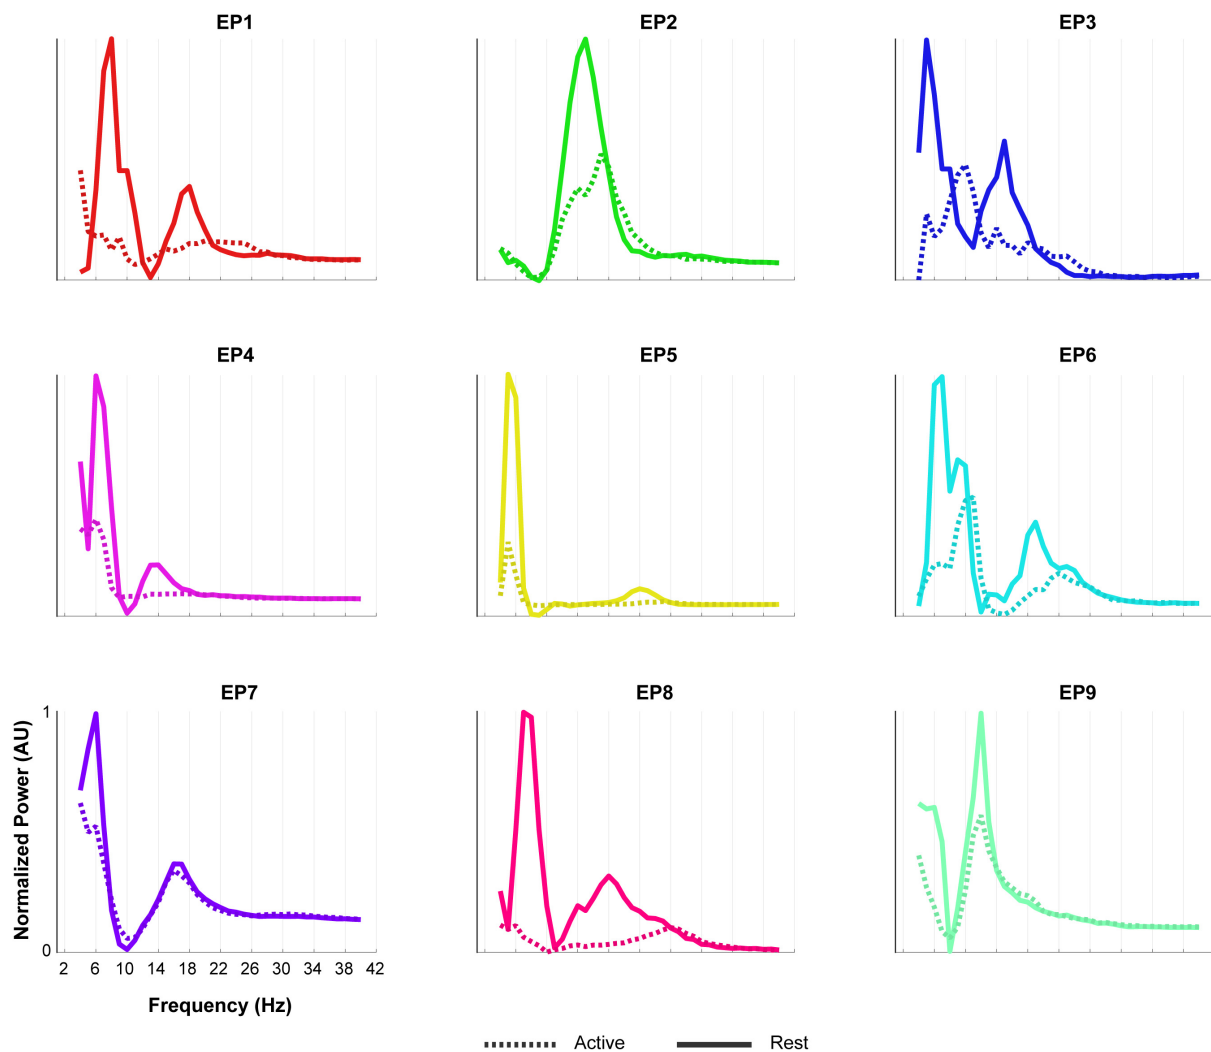 EP1 EP2 EP3
EP4 EP5 EP6
EP7 EP8 EP9
Normalized Power (AU)
1
0
2 6 10 14 18 22 26 30 34 38 42
Frequency (Hz)
Active Rest